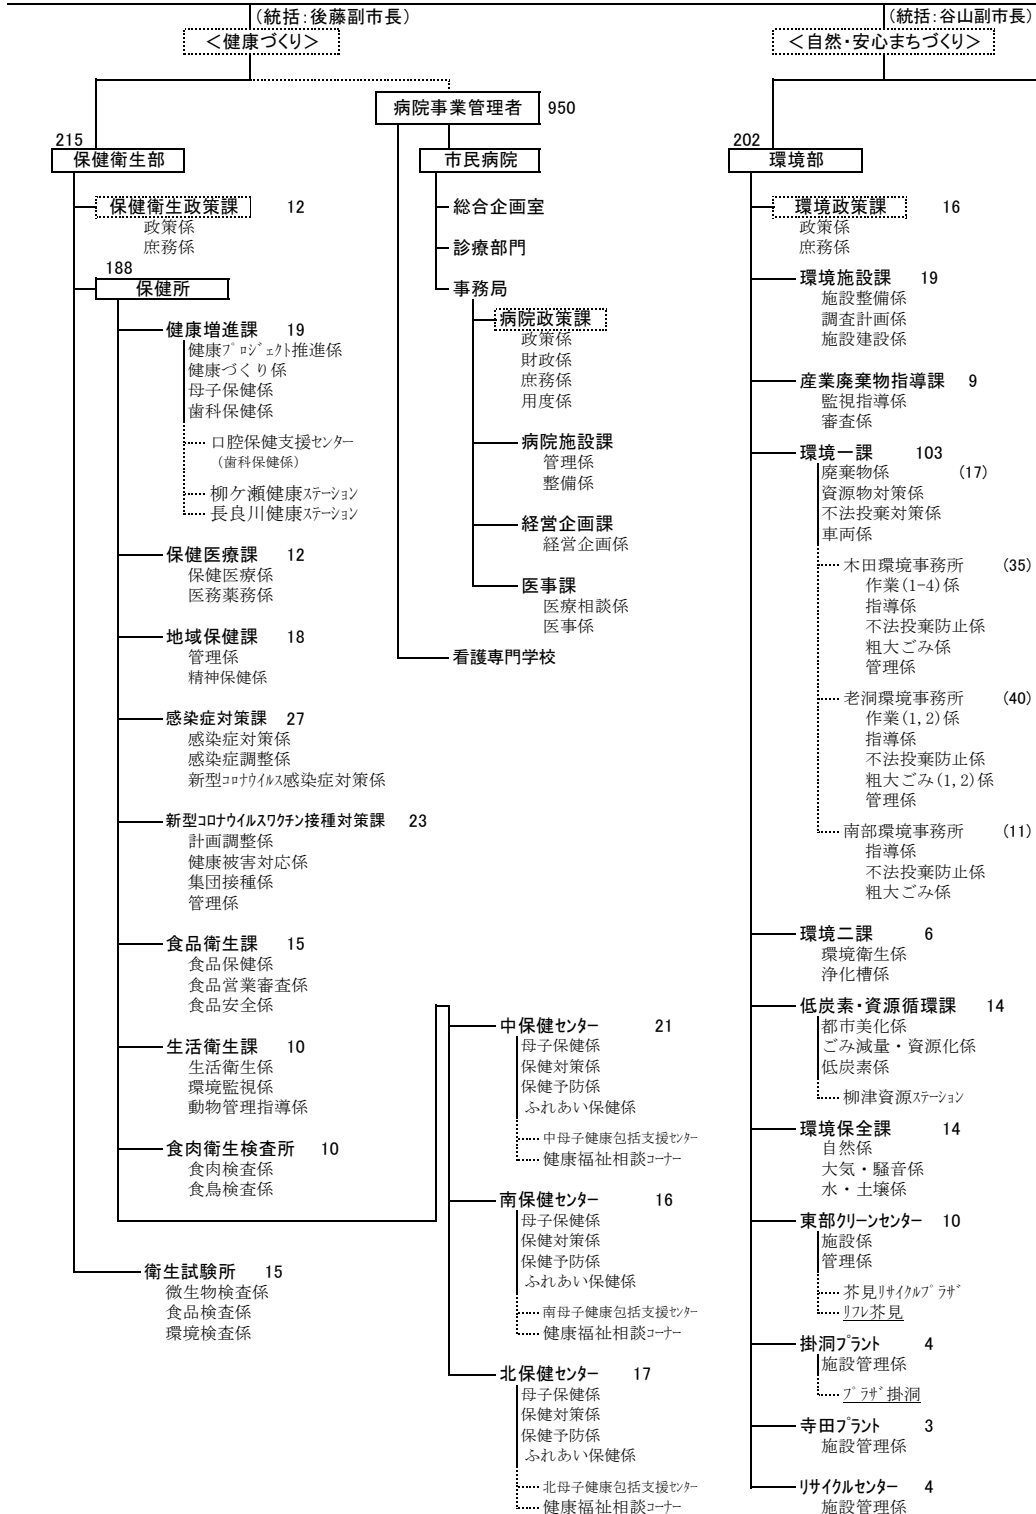 (統括:後藤副市長)
<健康づくり>
病院事業管理者 950
215
保健衛生部
保健衛生政策課 12
政策係
庶務係
188
保健所
健康増進課 19
健康プロジェクト推進係
健康づくり係
母子保健係
歯科保健係
口腔保健支援センター
(歯科保健係)
柳ケ瀬健康ステーション
長良川健康ステーション
保健医療課 12
保健医療係
医務薬務係
地域保健課 18
管理係
精神保健係
感染症対策課 27
感染症対策係
感染症調整係
新型コロナウイルス感染症対策係
新型コロナウイルスワクチン接種対策課 23
計画調整係
健康被害対応係
集団接種係
管理係
食品衛生課 15
食品保健係
食品営業審査係
食品安全係
生活衛生課 10
生活衛生係
環境監視係
動物管理指導係
食肉衛生検査所 10
食肉検査係
食鳥検査係
衛生試験所 15
微生物検査係
食品検査係
環境検査係
市民病院
総合企画室
診療部門
事務局
病院政策課
政策係
財政係
庶務係
用度係
病院施設課
管理係
整備係
経営企画課
経営企画係
医事課
医療相談係
医事係
看護専門学校
中保健センター 21
母子保健係
保健対策係
保健予防係
ふれあい保健係
中母子健康包括支援センター
健康福祉相談コーナー
南保健センター 16
母子保健係
保健対策係
保健予防係
ふれあい保健係
南母子健康包括支援センター
健康福祉相談コーナー
北保健センター 17
母子保健係
保健対策係
保健予防係
ふれあい保健係
北母子健康包括支援センター
健康福祉相談コーナー
(統括:谷山副市長)
<自然・安心まちづくり>
202
環境部
環境政策課 16
政策係
庶務係
環境施設課 19
施設整備係
調査計画係
施設建設係
産業廃棄物指導課 9
監視指導係
審査係
環境一課 103
廃棄物係 (17)
資源物対策係
不法投棄対策係
車両係
木田環境事務所 (35)
作業(1-4)係
指導係
不法投棄防止係
粗大ごみ係
管理係
老洞環境事務所 (40)
作業(1,2)係
指導係
不法投棄防止係
粗大ごみ(1,2)係
管理係
南部環境事務所 (11)
指導係
不法投棄防止係
粗大ごみ係
環境二課 6
環境衛生係
浄化槽係
低炭素・資源循環課 14
都市美化係
ごみ減量・資源化係
低炭素係
柳津資源ステーション
環境保全課 14
自然係
大気・騒音係
水・土壌係
東部クリーンセンター 10
施設係
管理係
芥見リサイクルプラザ
リフレ芥見
掛洞プラント 4
施設管理係
プラザ掛洞
寺田プラント 3
施設管理係
リサイクルセンター 4
施設管理係